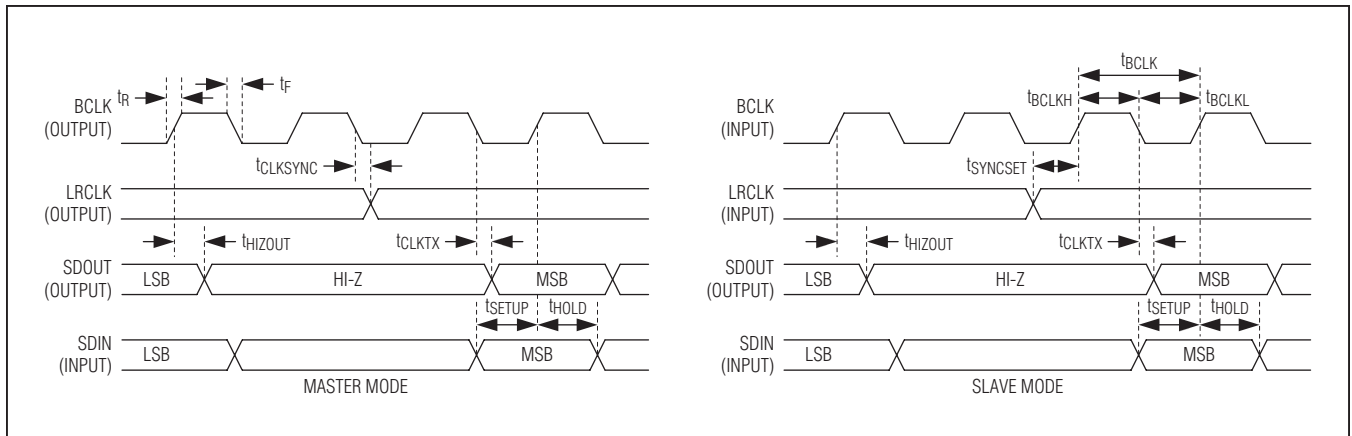 tR
tF
BCLK
(OUTPUT)
tCLKSYNC
LRCLK
(OUTPUT)
tHIZOUT
tCLKTX
SDOUT
(OUTPUT)
LSB
HI-Z
MSB
tSETUP
tHOLD
SDIN
(INPUT)
LSB
MSB
MASTER MODE
tBCLK
tBCLKH
tBCLKL
BCLK
(INPUT)
tSYNCSET
LRCLK
(INPUT)
tHIZOUT
tCLKTX
SDOUT
(OUTPUT)
LSB
HI-Z
MSB
tSETUP
tHOLD
SDIN
(INPUT)
LSB
MSB
SLAVE MODE